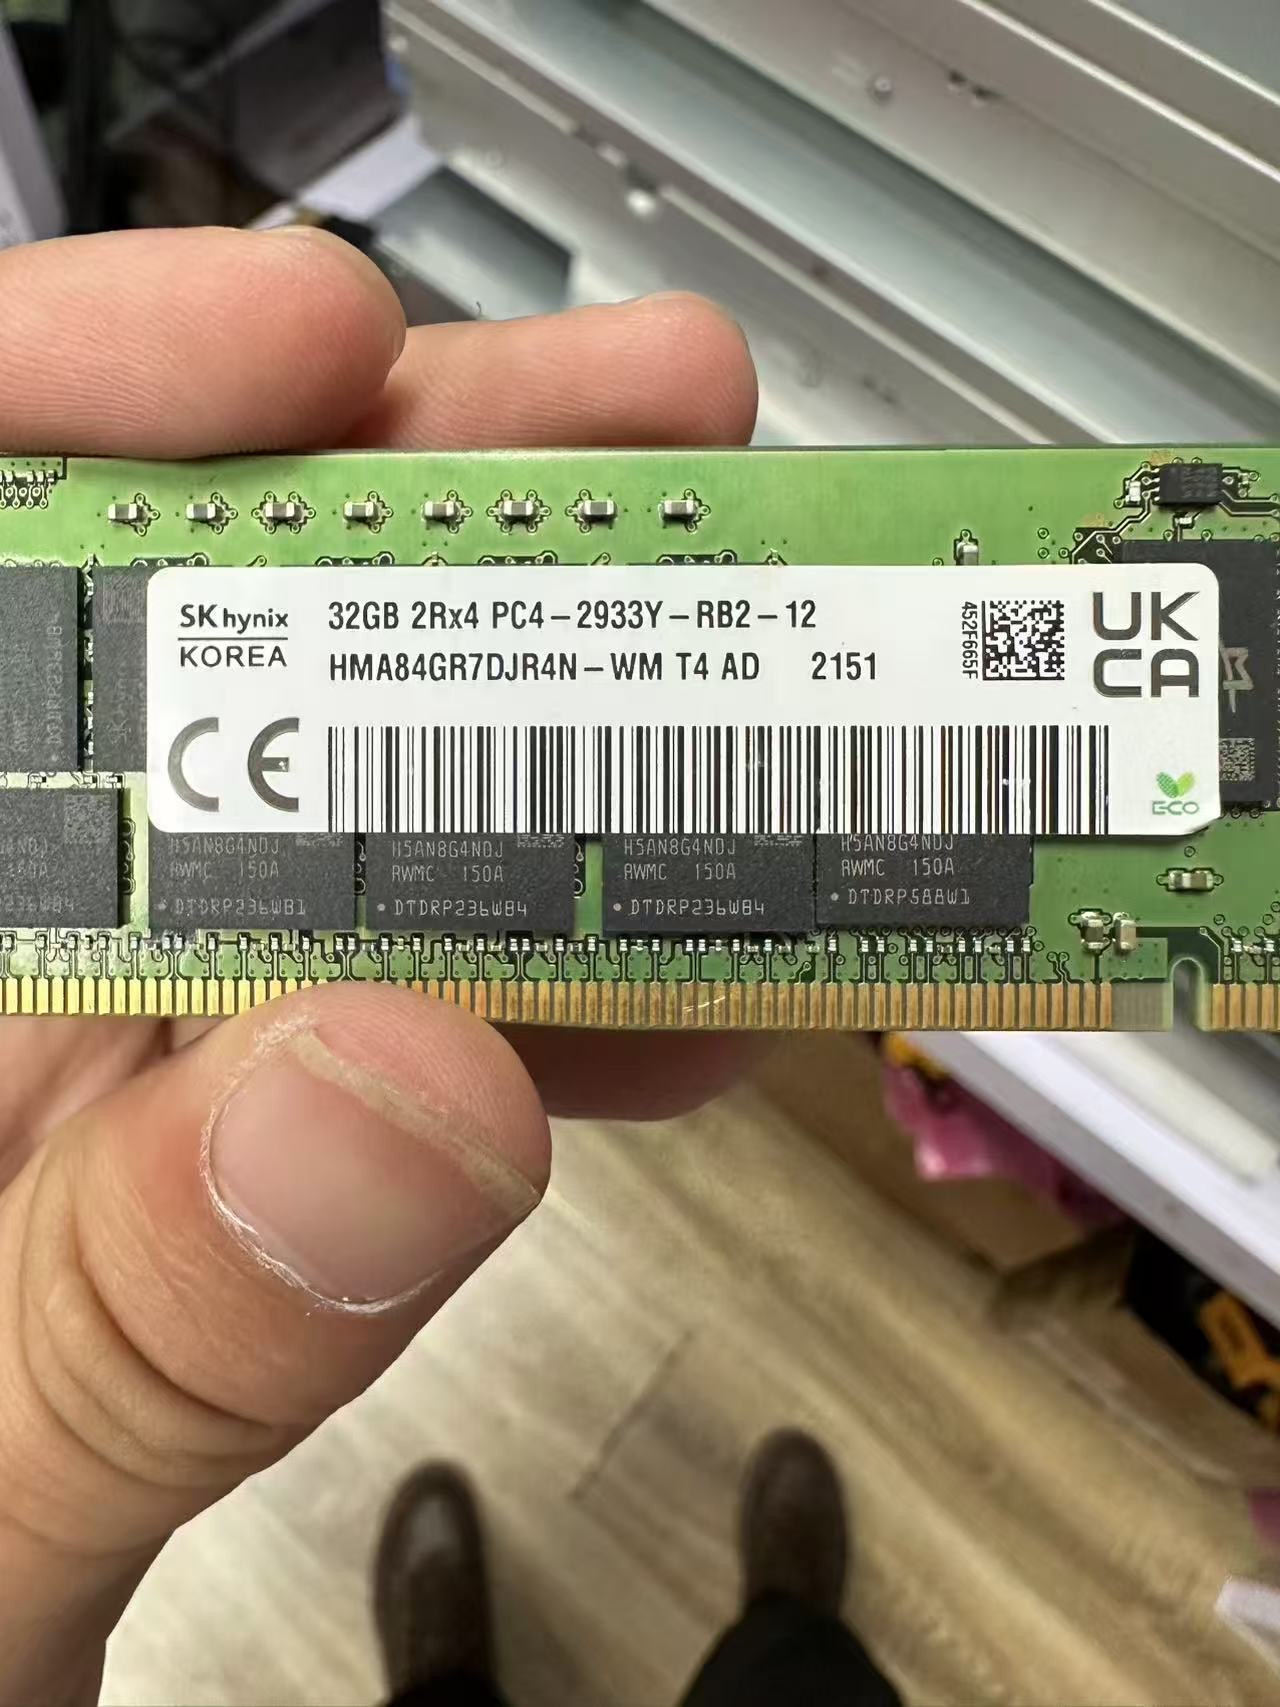 SK hynix
KOREA
32GB 2Rx4 PC4-2933Y-RB2-12
HMA84GR7DJR4N-WM T4 AD 2151
452F665F
UK
CA
CE
ECO
H5AN8G4NDJ
RWMC 150A
DTDRP236WB1
H5AN8G4NDJ
RWMC 150A
DTDRP236WB4
H5AN8G4NDJ
RWMC 150A
DTDRP236WB4
H5AN8G4NDJ
RWMC 150A
DTDRP588W1